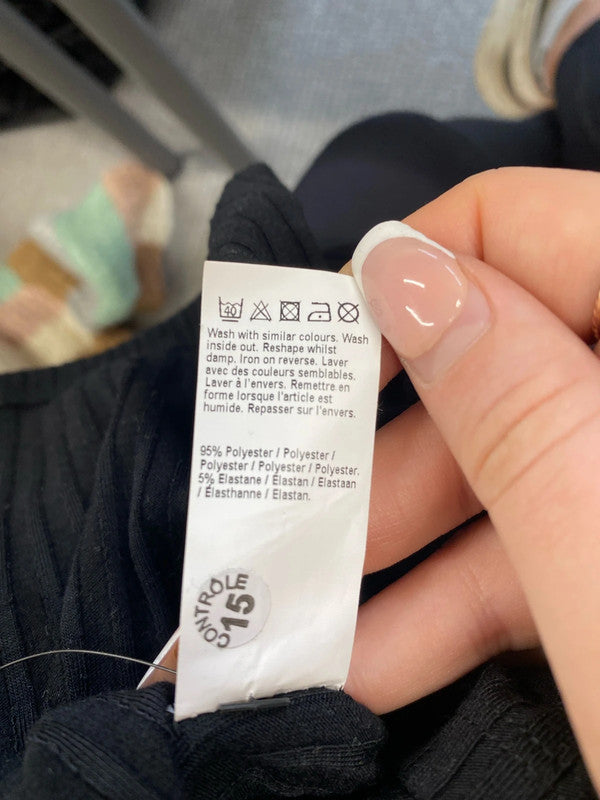 40
Wash with similar colours. Wash
inside out. Reshape whilst
damp. Iron on reverse. Laver
avec des couleurs semblables.
Laver à l'envers. Remettre en
forme lorsque l'article est
humide. Repasser sur l'envers.
95% Polyester / Polyester /
Polyester / Polyester / Polyester.
5% Elastane / Elastan / Elastaan
/ Élasthanne / Elastan.
CONTRÔLE
15